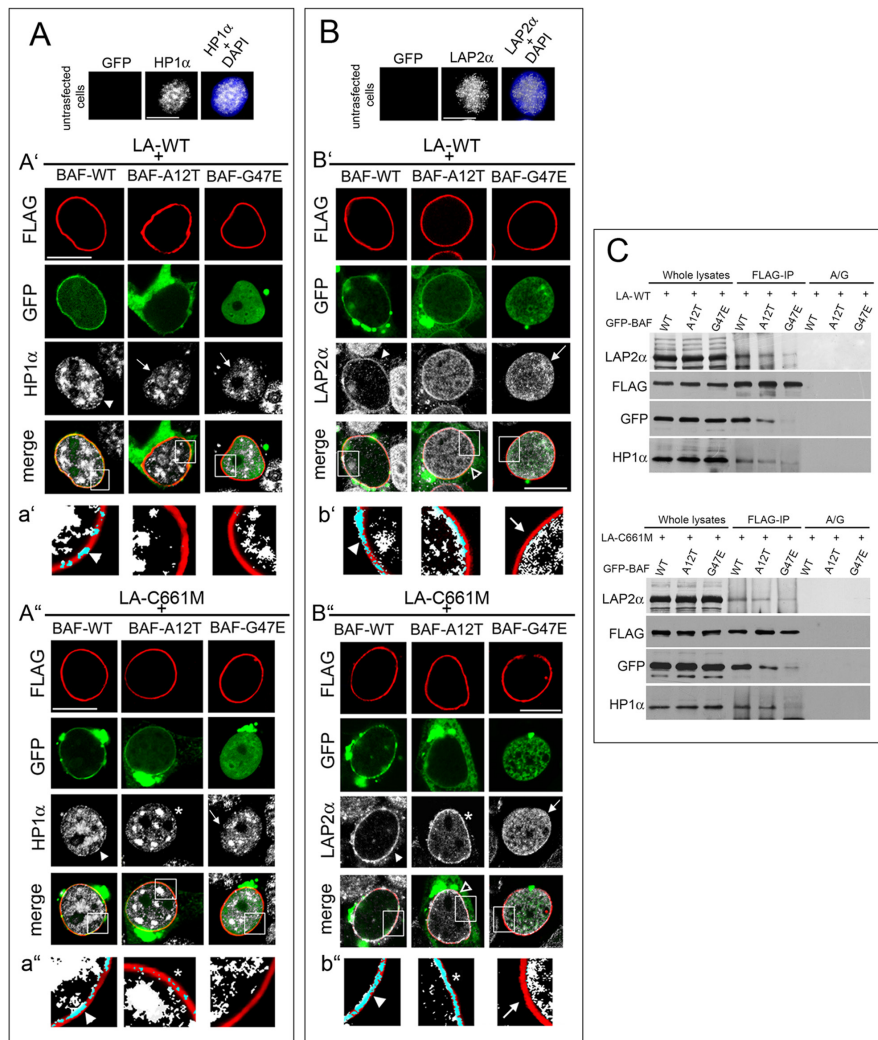 A
GFP HP1α HP1α + DAPI
untrasfected cells
A'
LA-WT
+
BAF-WT BAF-A12T BAF-G47E
FLAG
GFP
HP1α
merge
a'
A"
LA-C661M
+
BAF-WT BAF-A12T BAF-G47E
FLAG
GFP
HP1α
*
merge
a"
*
B
GFP LAP2α LAP2α + DAPI
untrasfected cells
B'
LA-WT
+
BAF-WT BAF-A12T BAF-G47E
FLAG
GFP
LAP2α
merge
b'
B"
LA-C661M
+
BAF-WT BAF-A12T BAF-G47E
FLAG
GFP
LAP2α
*
merge
b"
*
C
Whole lysates FLAG-IP A/G
LA-WT + + + + + + + + +
GFP-BAF WT A12T G47E WT A12T G47E WT A12T G47E
LAP2α
FLAG
GFP
HP1α
Whole lysates FLAG-IP A/G
LA-C661M + + + + + + + + +
GFP-BAF WT A12T G47E WT A12T G47E WT A12T G47E
LAP2α
FLAG
GFP
HP1α